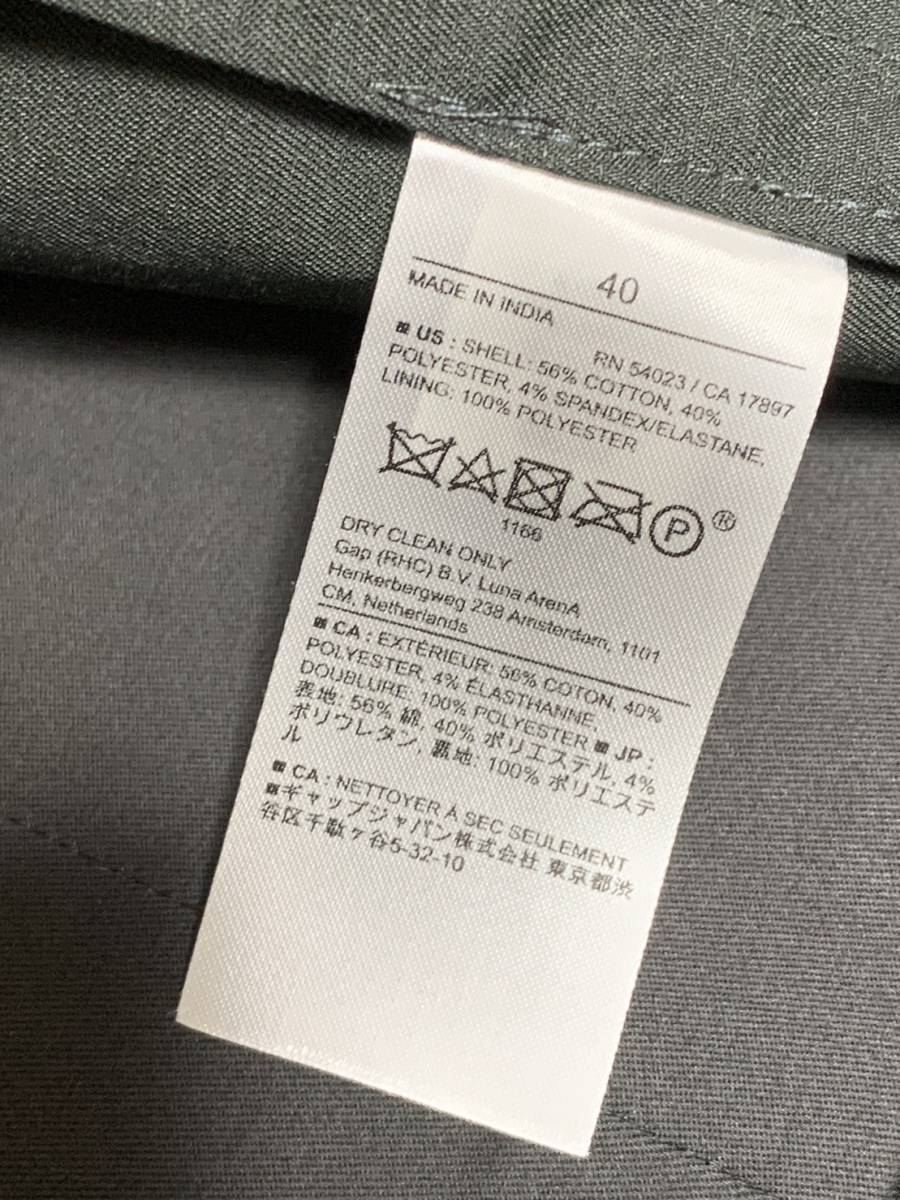 40
MADE IN INDIA
RN 54023 / CA 17897
US : SHELL: 56% COTTON, 40%
POLYESTER, 4% SPANDEX/ELASTANE,
LINING: 100% POLYESTER
P ®
1166
DRY CLEAN ONLY
Gap (RHC) B.V. Luna ArenA
Henkerbergweg 238 Amsterdam, 1101
CM, Netherlands
CA : EXTÉRIEUR: 56% COTON, 40%
POLYESTER, 4% ÉLASTHANNE,
DOUBLURE: 100% POLYESTER ■ JP :
表地: 56% 綿, 40% ポリエステル, 4%
ポリウレタン, 裏地: 100% ポリエステ
ル
CA : NETTOYER À SEC SEULEMENT
ギャップジャパン株式会社 東京都渋
谷区千駄ヶ谷5-32-10